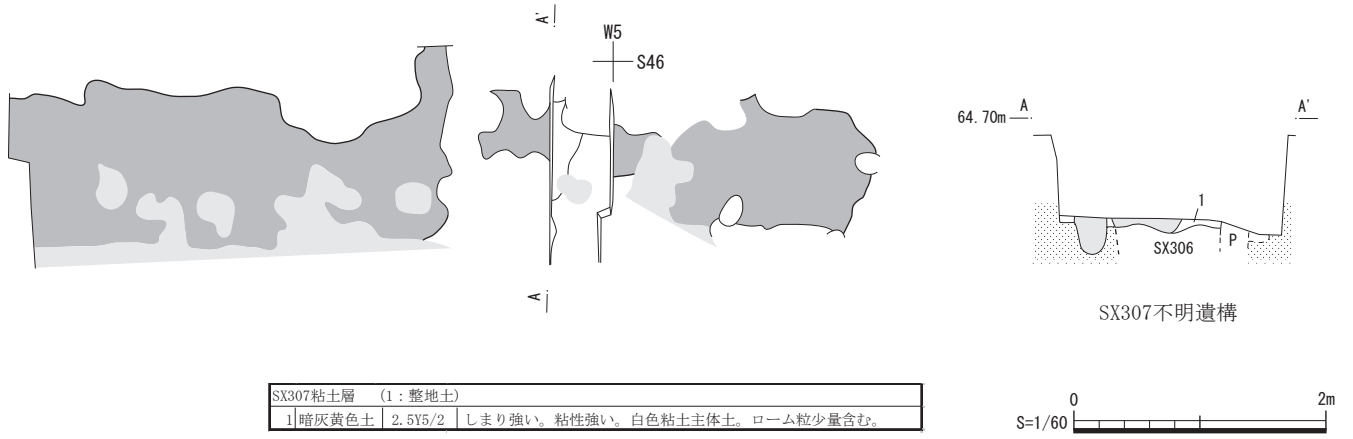 A'
W5
S46
A
64.70m
A
A'
1
SX306
P
SX307不明遺構
SX307粘土層　(1：整地土)
1 暗灰黄色土 2.5Y5/2 しまり強い。粘性強い。白色粘土主体土。ローム粒少量含む。
0 2m
S=1/60